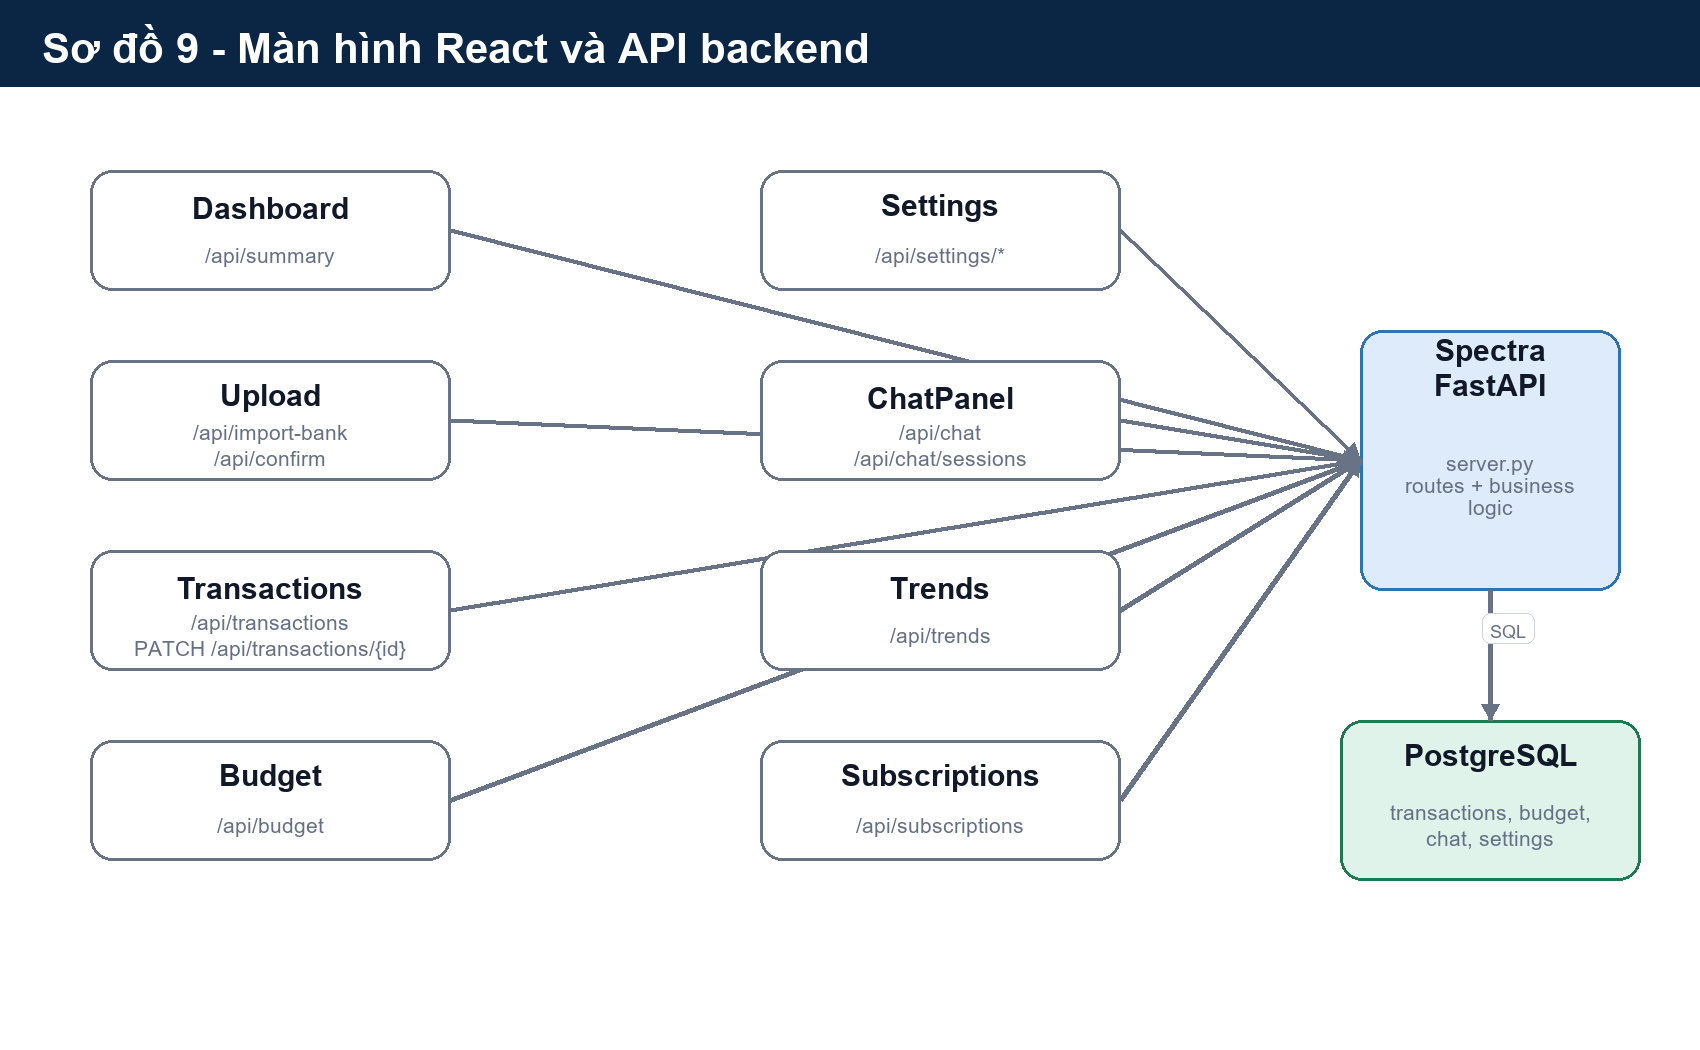 Sơ đồ 9 - Màn hình React và API backend
Dashboard
/api/summary
Settings
/api/settings/*
Upload
/api/import-bank
/api/confirm
ChatPanel
/api/chat
/api/chat/sessions
Spectra
FastAPI
server.py
routes + business
logic
Transactions
/api/transactions
PATCH /api/transactions/{id}
Trends
/api/trends
SQL
Budget
/api/budget
Subscriptions
/api/subscriptions
PostgreSQL
transactions, budget,
chat, settings